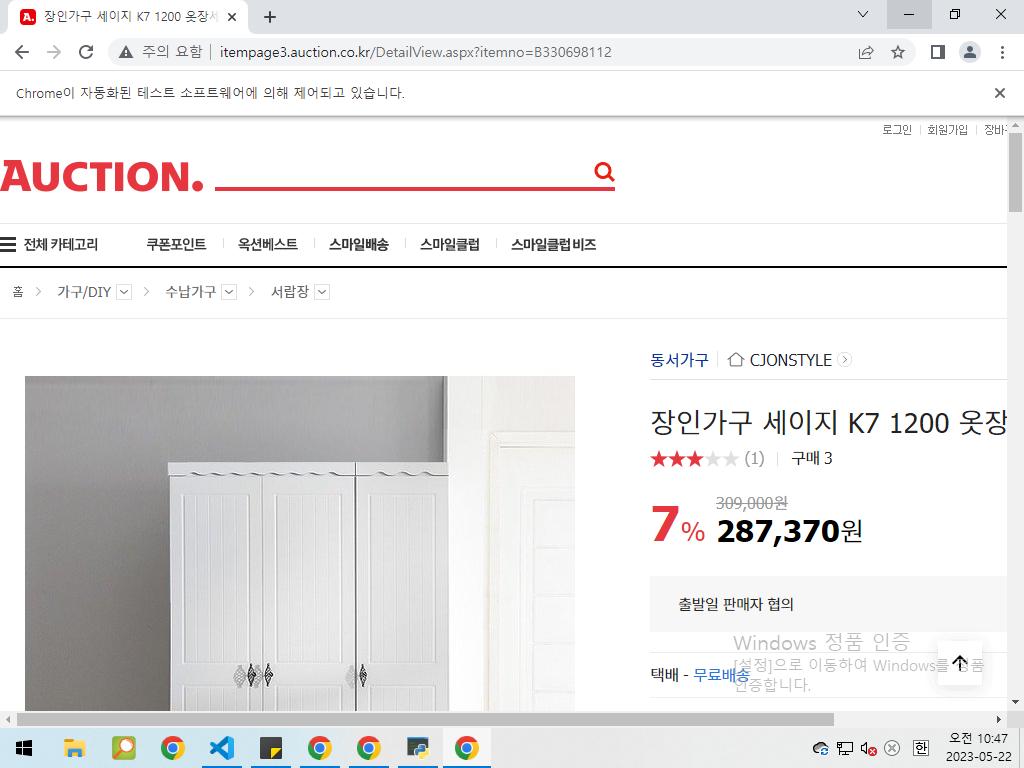 장인가구 세이지 K7 1200 옷장
주의 요함
itempage3.auction.co.kr/DetailView.aspx?itemno=B330698112
Chrome이 자동화된 테스트 소프트웨어에 의해 제어되고 있습니다.
로그인 회원가입 장바
AUCTION.
전체 카테고리 쿠폰포인트 옥션베스트 스마일배송 스마일클럽 스마일클럽 비즈
홈 가구/DIY 수납가구 서랍장
동서가구 CJONSTYLE
장인가구 세이지 K7 1200 옷장
(1) 구매 3
309,000원
7% 287,370원
출발일 판매자 협의
Windows 정품 인증
[설정]으로 이동하여 Windows를 정품
택배 - 무료배송
인증합니다.
한
오전 10:47
2023-05-22